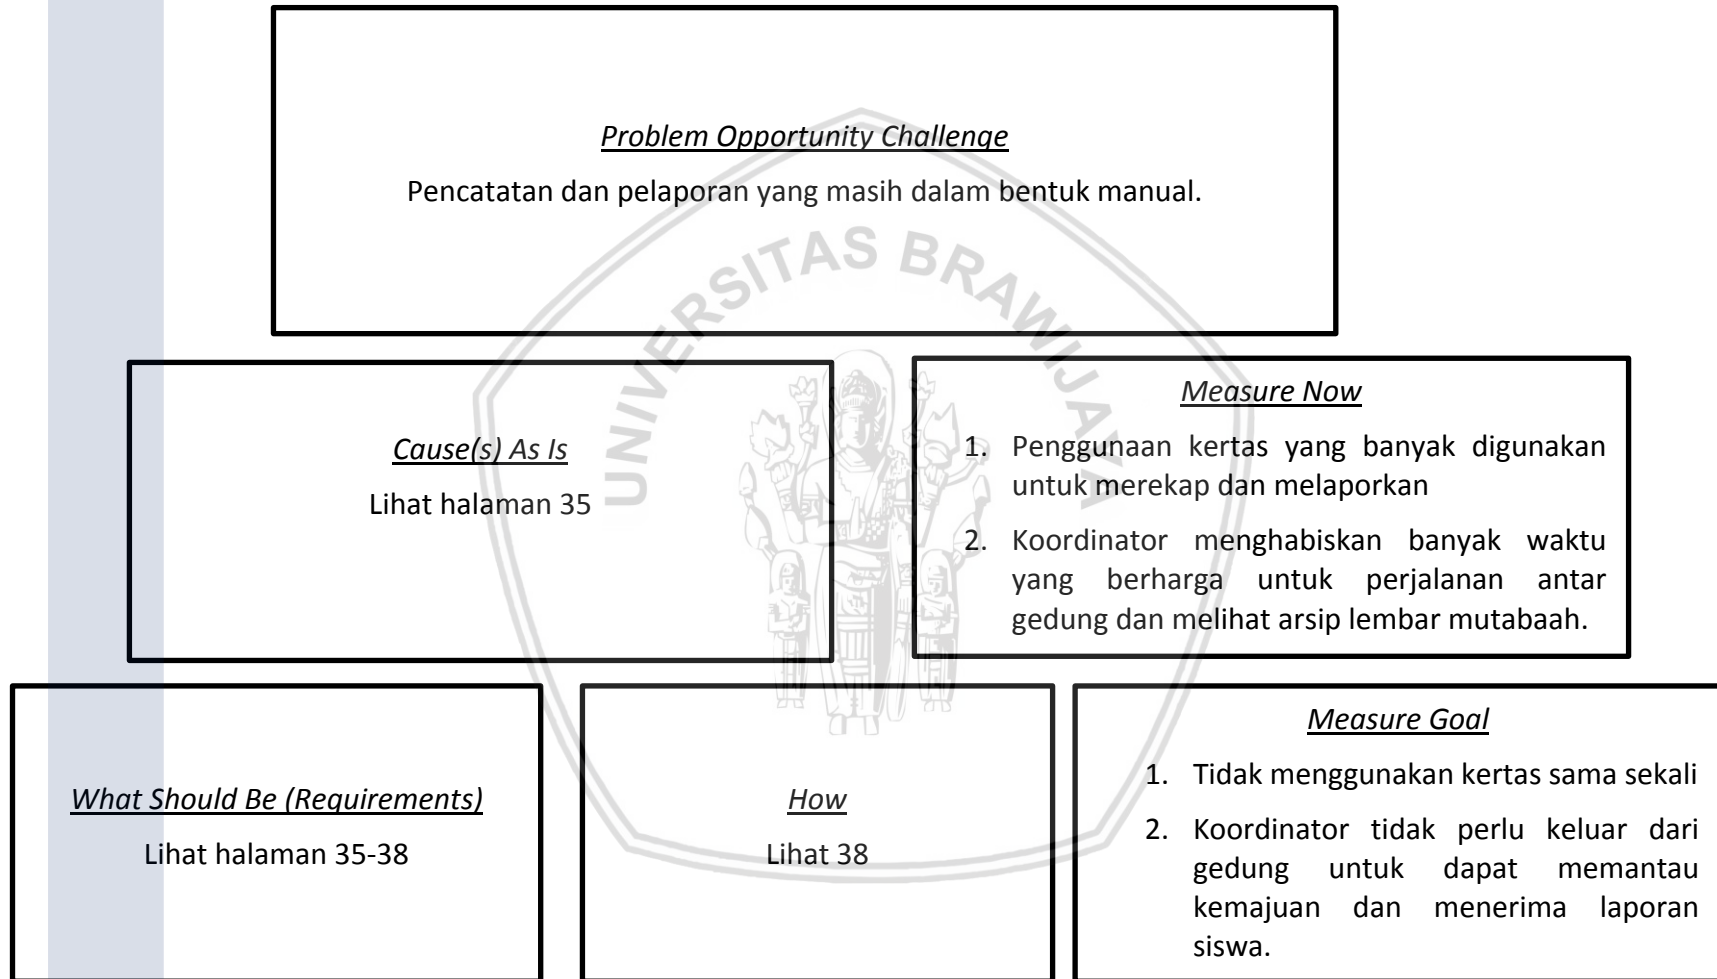 Problem Opportunity Challenge
Pencatatan dan pelaporan yang masih dalam bentuk manual.
UNIVERSITAS BRAWIJAYA
Cause(s) As Is
Lihat halaman 35
Measure Now
1. Penggunaan kertas yang banyak digunakan
untuk merekap dan melaporkan
2. Koordinator menghabiskan banyak waktu
yang berharga untuk perjalanan antar
gedung dan melihat arsip lembar mutabaah.
What Should Be (Requirements)
Lihat halaman 35-38
How
Lihat 38
Measure Goal
1. Tidak menggunakan kertas sama sekali
2. Koordinator tidak perlu keluar dari
gedung untuk dapat memantau
kemajuan dan menerima laporan
siswa.